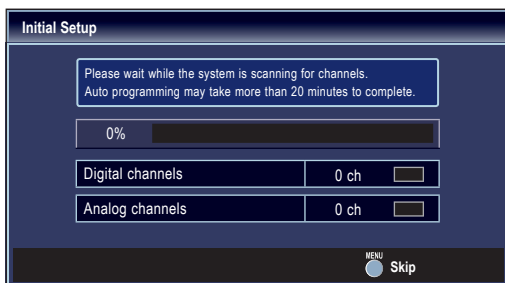 Initial Setup
Please wait while the system is scanning for channels.
Auto programming may take more than 20 minutes to complete.
0%
Digital channels 0 ch
Analog channels 0 ch
MENU
Skip